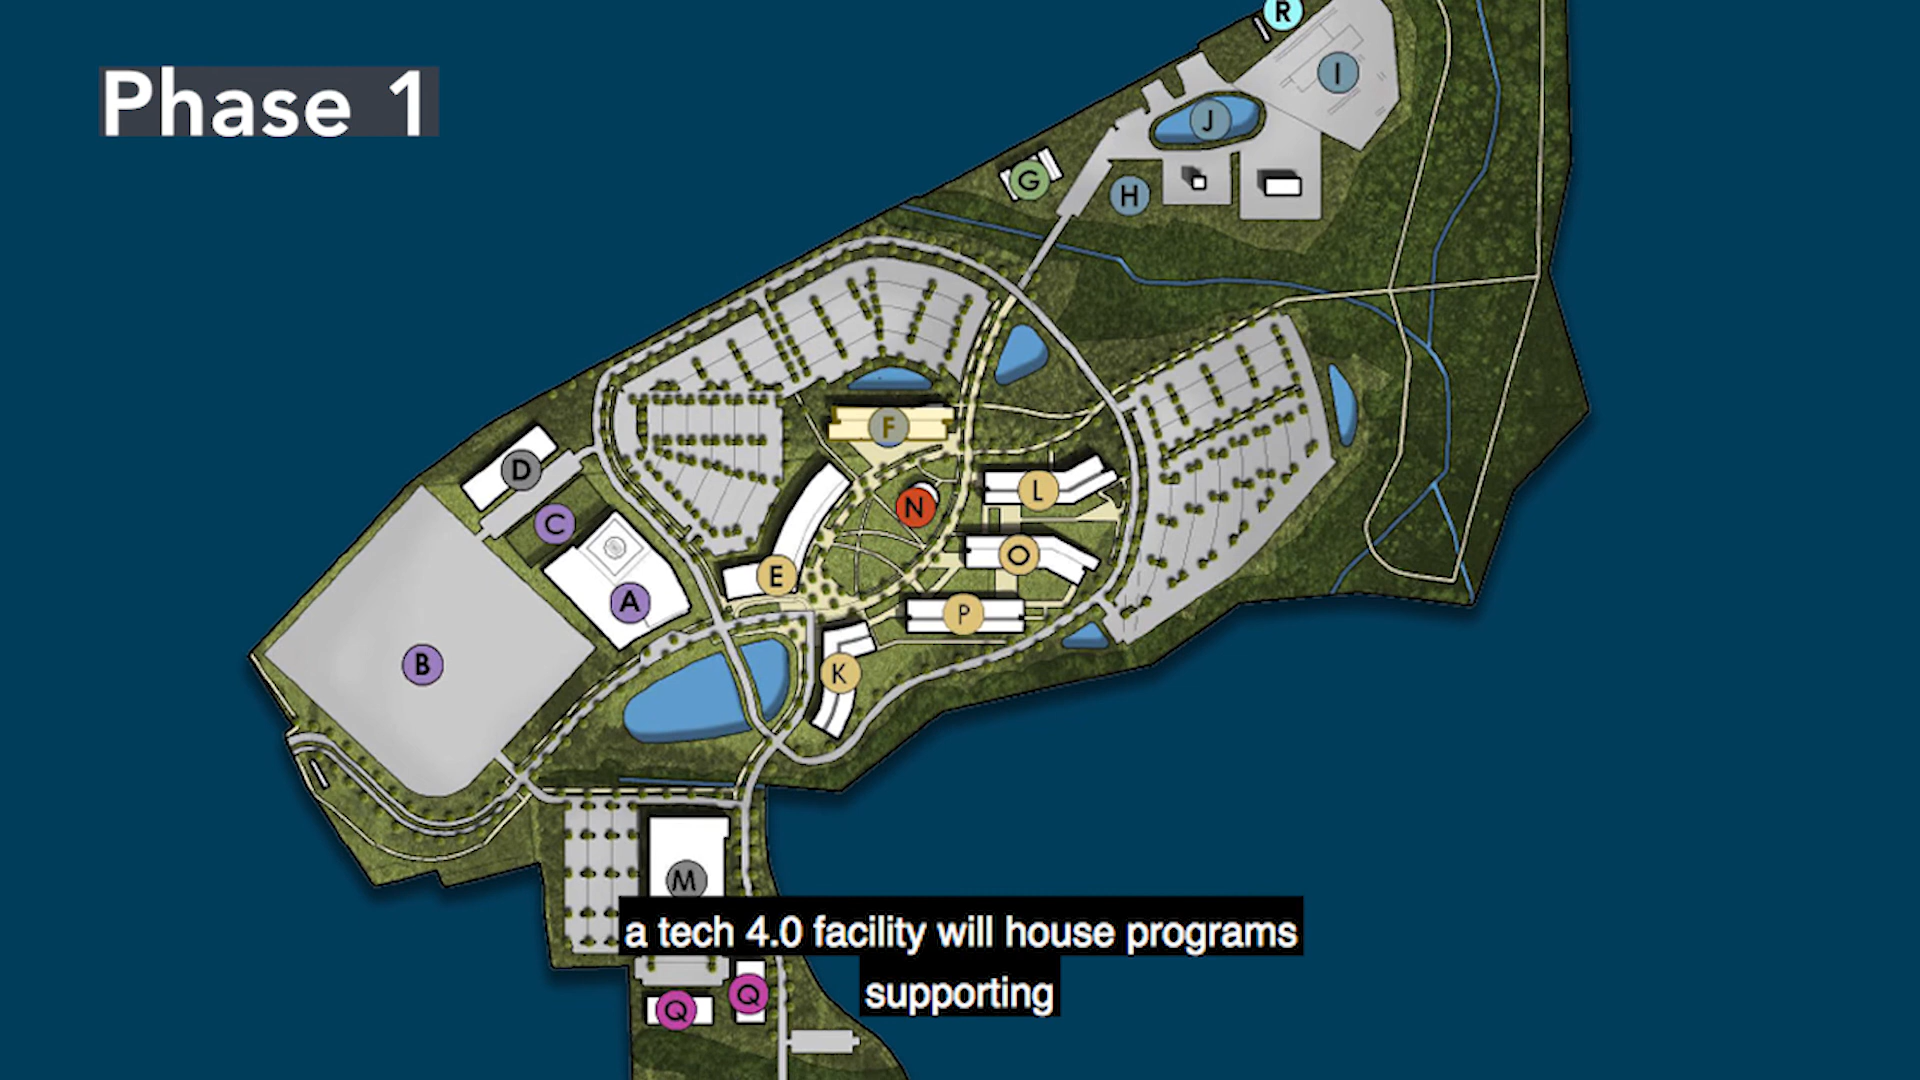 Phase 1
R
I
J
G
H
F
D
L
N
C
O
E
A
P
B
K
M
a tech 4.0 facility will house programs
supporting
Q
Q